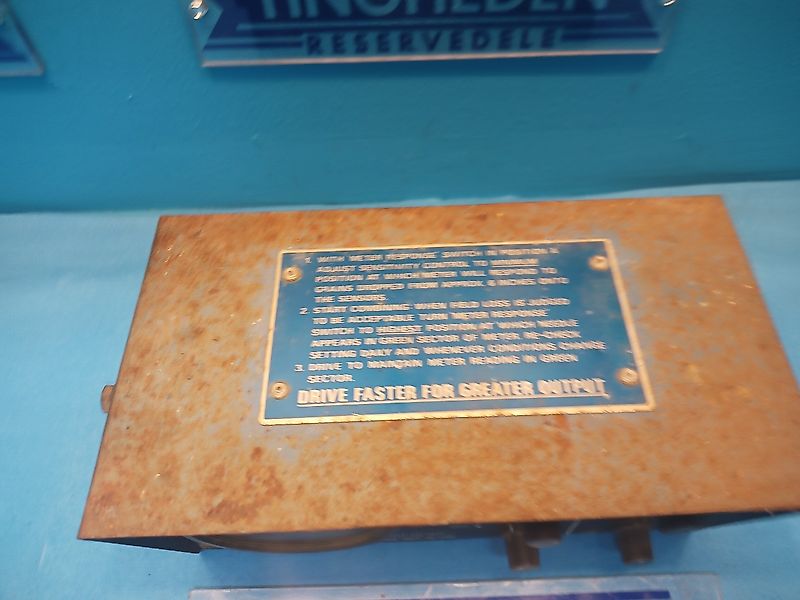 TINGHEDEN
RESERVEDELE
1. WITH METER RESPONSE SWITCH IN POSITION 5
ADJUST SENSITIVITY CONTROL TO MINIMUM
POSITION AT WHICH METER WILL RESPOND TO
GRAINS DROPPED FROM APPROX. 6 INCHES ONTO
THE SENSORS.
2. START COMBINING WHEN FIELD LOSS IS JUDGED
TO BE ACCEPTABLE TURN METER RESPONSE
SWITCH TO HIGHEST POSITION AT WHICH NEEDLE
APPEARS IN GREEN SECTOR OF METER. RE-CHECK
SETTING DAILY AND WHENEVER CONDITIONS CHANGE
3. DRIVE TO MAINTAIN METER READING IN GREEN
SECTOR.
DRIVE FASTER FOR GREATER OUTPUT